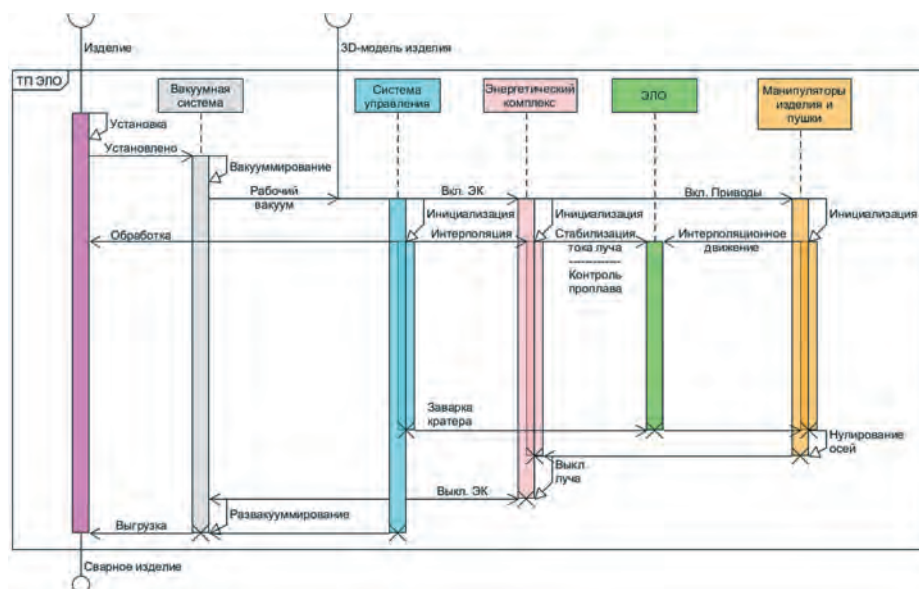 Изделие
3D-модель изделия
ТП ЭЛО
Вакуумная
система
Система
управления
Энергетический
комплекс
ЭЛО
Манипуляторы
изделия и
пушки
Установка
Установлено
Вакууммирование
Рабочий
вакуум
Вкл. ЭК
Вкл. Приводы
Инициализация
Инициализация
Инициализация
Обработка
Интерполяция
Стабилизация
тока луча
-------------
Контроль
проплава
Интерполяционное
движение
Заварка
кратера
Нулирование
осей
Выкл.
луча
Выкл. ЭК
Развакууммирование
Выгрузка
Сварное изделие